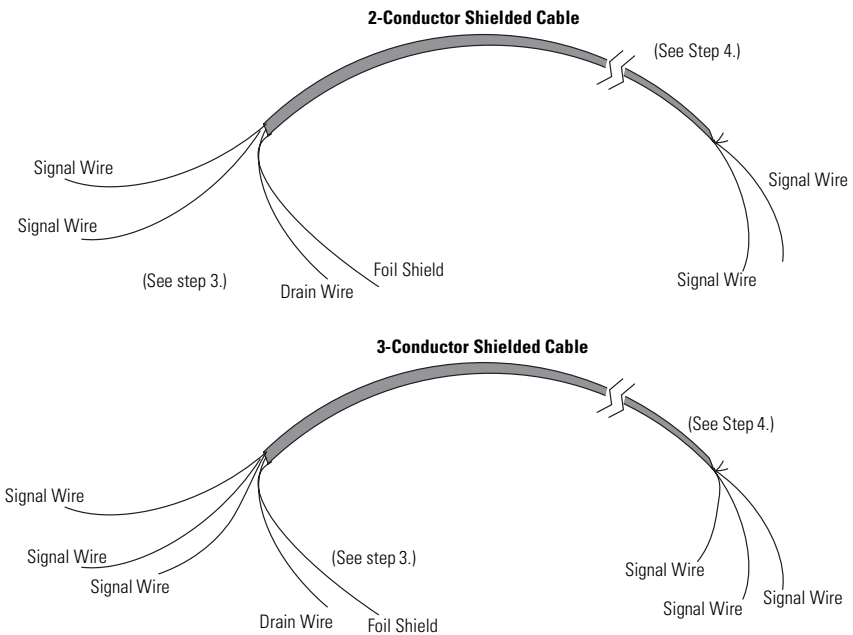 2-Conductor Shielded Cable
(See Step 4.)
Signal Wire
Signal Wire
Signal Wire
Foil Shield
(See step 3.)
Signal Wire
Drain Wire
3-Conductor Shielded Cable
(See Step 4.)
Signal Wire
Signal Wire
(See step 3.)
Signal Wire
Signal Wire
Signal Wire
Signal Wire
Drain Wire
Foil Shield